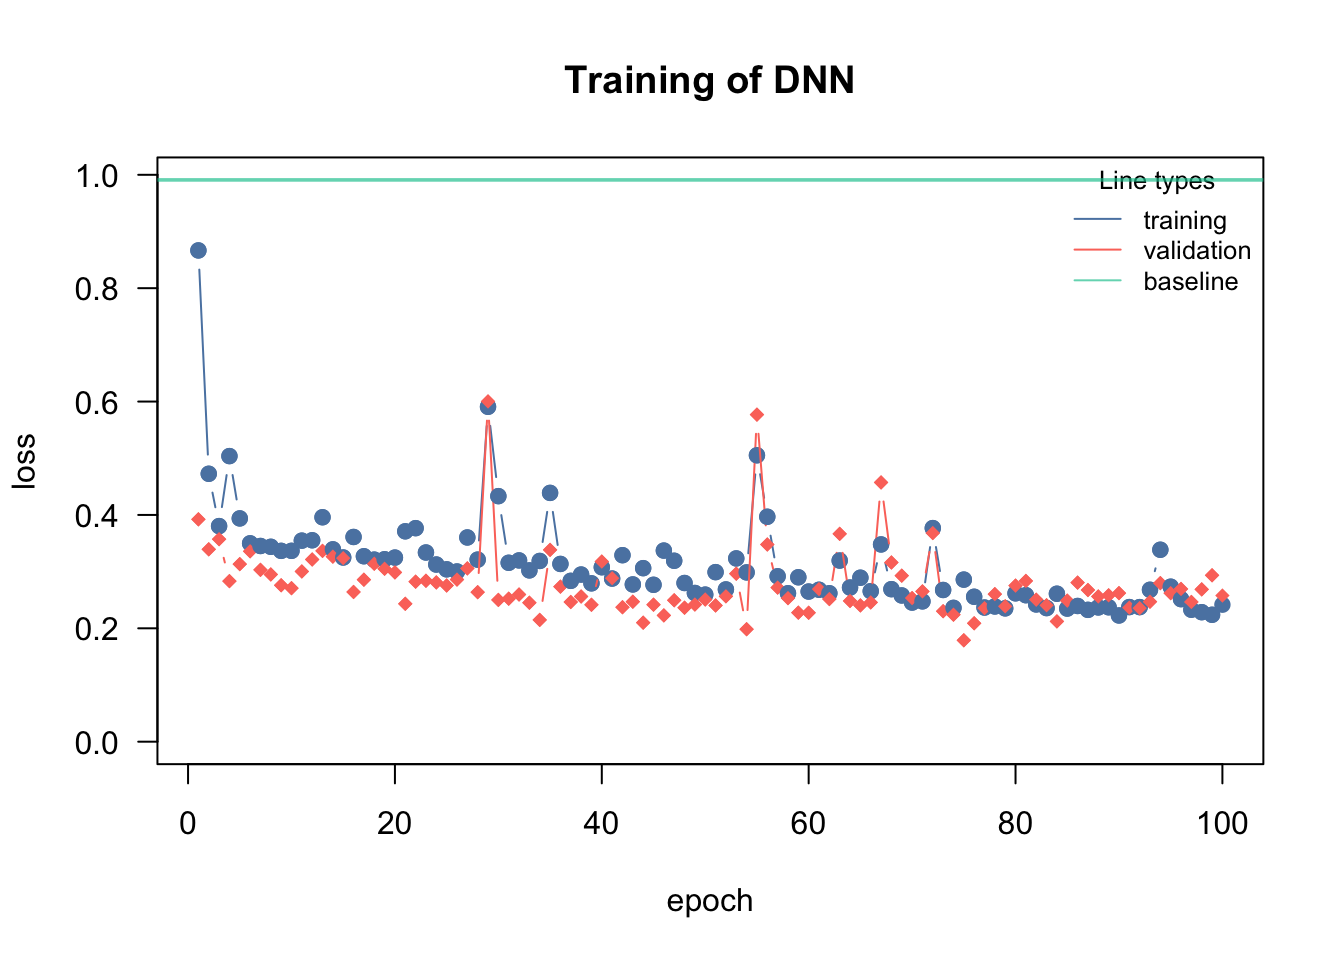 Training of DNN
1.0
0.8
0.6
0.4
0.2
0.0
loss
Line types
training
validation
baseline
0 20 40 60 80 100
epoch